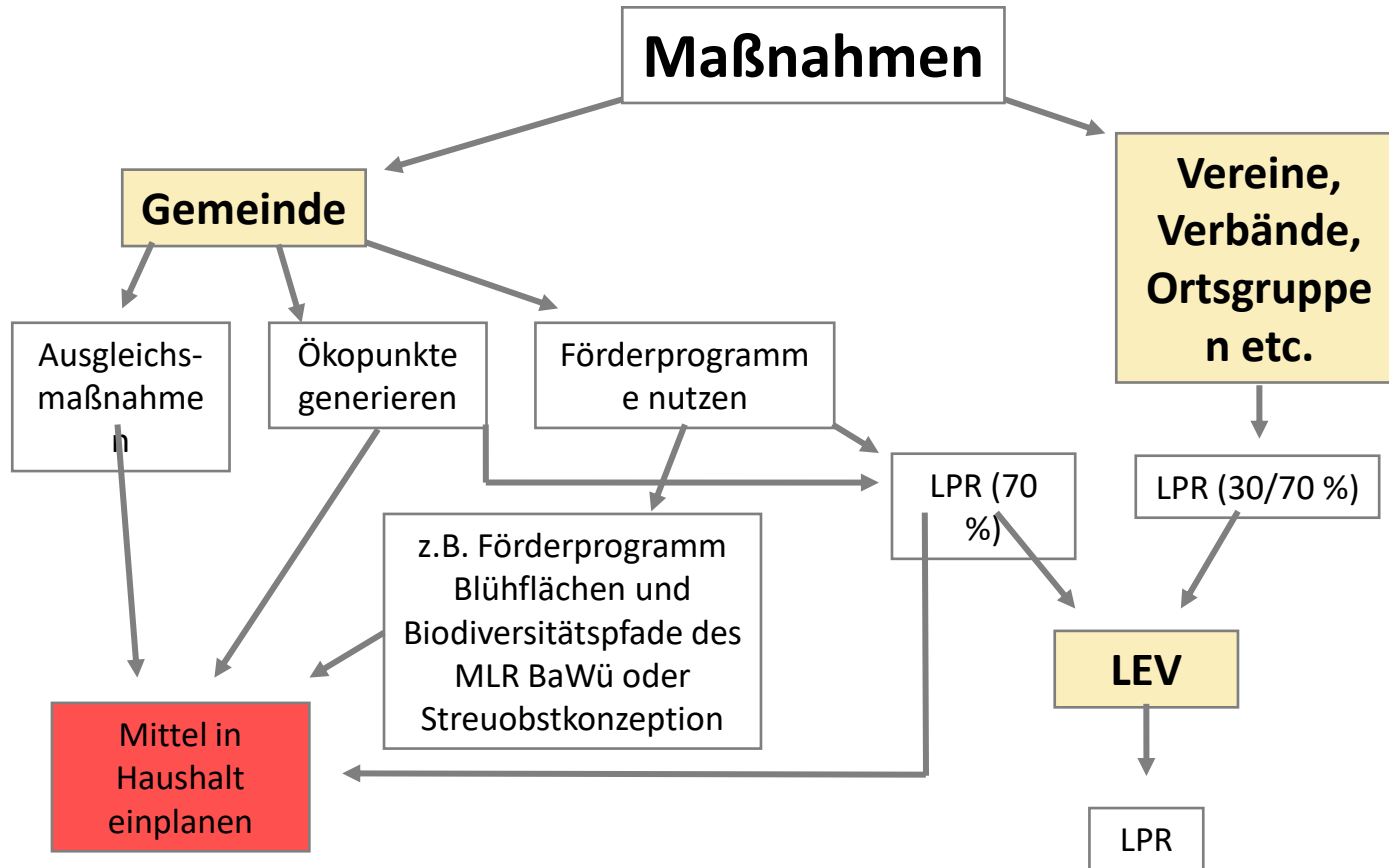 Maßnahmen
Gemeinde
Vereine,
Verbände,
Ortsgruppe
n etc.
Ausgleichs-
maßnahme
n
Ökopunkte
generieren
Förderprogramm
e nutzen
LPR (70
%)
LPR (30/70 %)
z.B. Förderprogramm
Blühflächen und
Biodiversitätspfade des
MLR BaWü oder
Streuobstkonzeption
LEV
Mittel in
Haushalt
einplanen
LPR